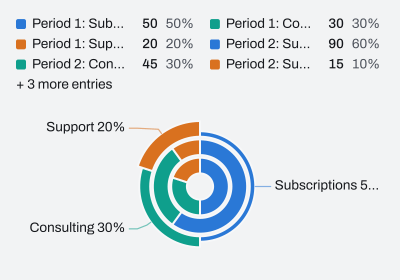 Period 1: Sub... 50 50% Period 1: Co... 30 30%
Period 1: Sup... 20 20% Period 2: Su... 90 60%
Period 2: Con... 45 30% Period 2: Su... 15 10%
+ 3 more entries
Support 20%
Subscriptions 5...
Consulting 30%